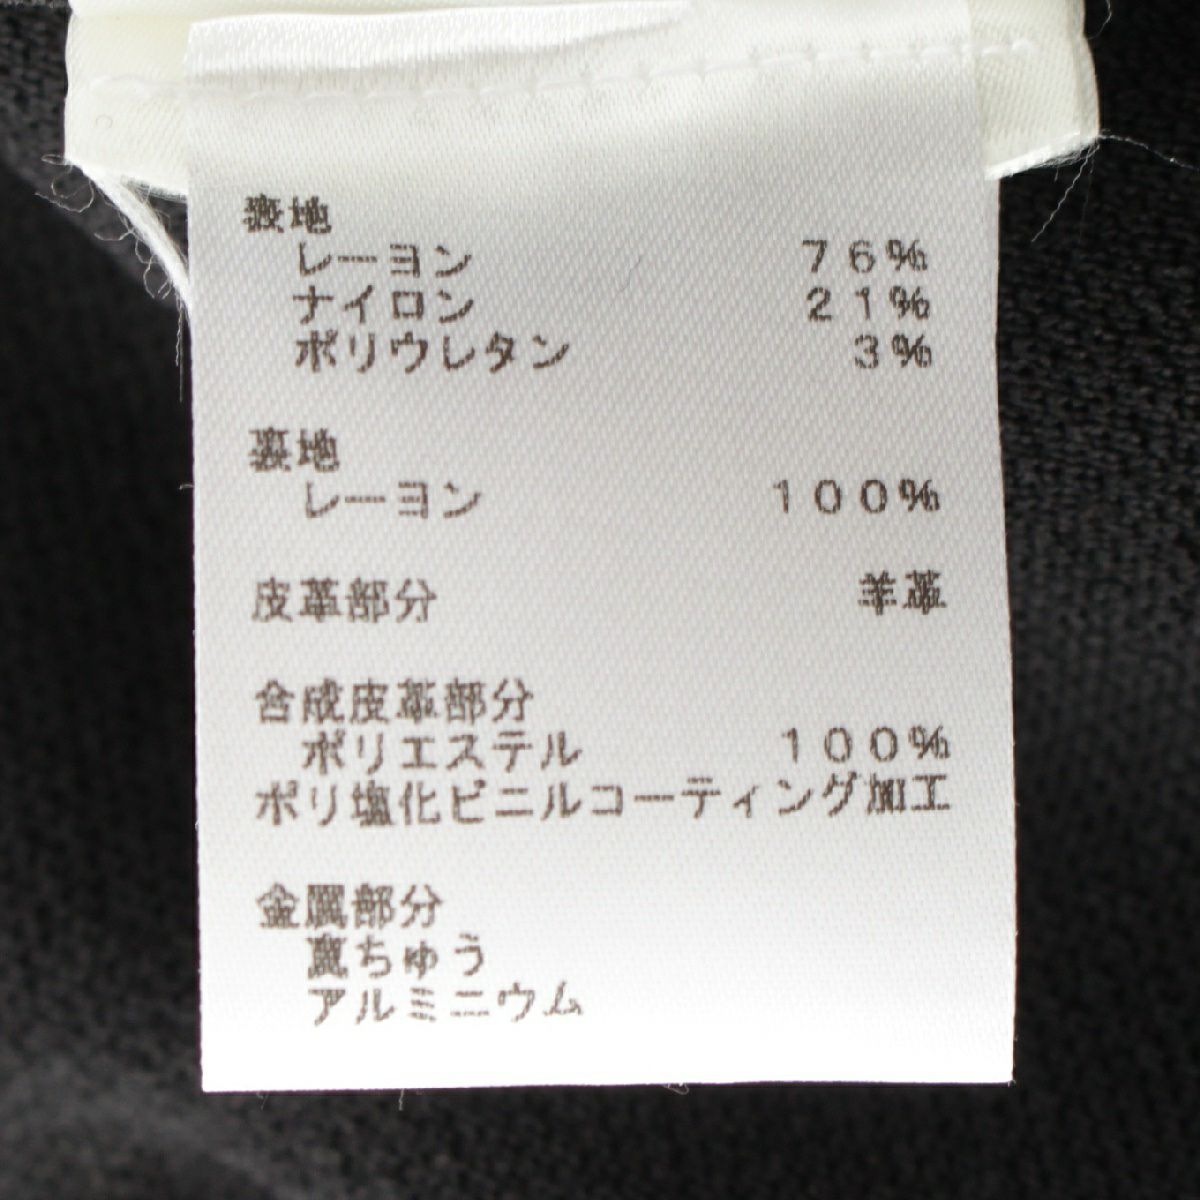 表地
レーヨン 76%
ナイロン 21%
ポリウレタン 3%
裏地
レーヨン 100%
皮革部分 羊革
合成皮革部分
ポリエステル 100%
ポリ塩化ビニルコーティング加工
金属部分
真ちゅう
アルミニウム